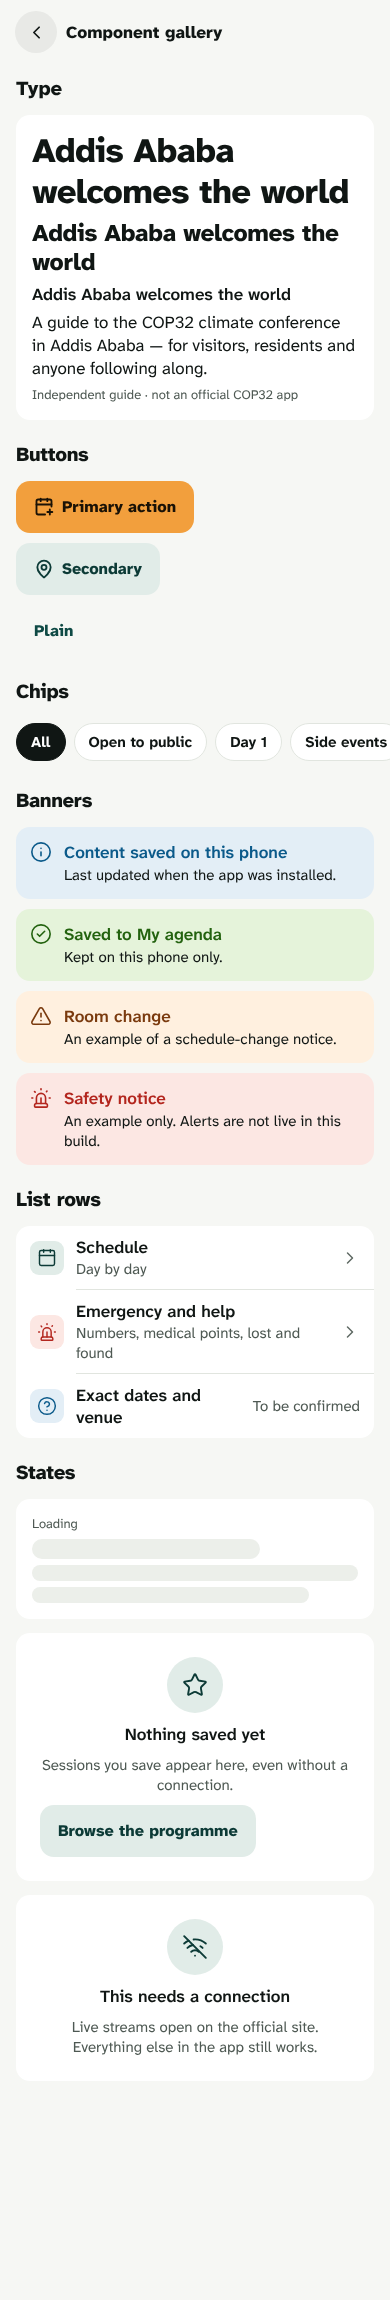 Component gallery
Type
Addis Ababa
welcomes the world
Addis Ababa welcomes the
world
Addis Ababa welcomes the world
A guide to the COP32 climate conference
in Addis Ababa — for visitors, residents and
anyone following along.
Independent guide · not an official COP32 app
Buttons
Primary action
Secondary
Plain
Chips
All
Open to public
Day 1
Side events
Banners
Content saved on this phone
Last updated when the app was installed.
Saved to My agenda
Kept on this phone only.
Room change
An example of a schedule-change notice.
Safety notice
An example only. Alerts are not live in this
build.
List rows
Schedule
Day by day
Emergency and help
Numbers, medical points, lost and
found
Exact dates and
venue
To be confirmed
States
Loading
Nothing saved yet
Sessions you save appear here, even without a
connection.
Browse the programme
This needs a connection
Live streams open on the official site.
Everything else in the app still works.